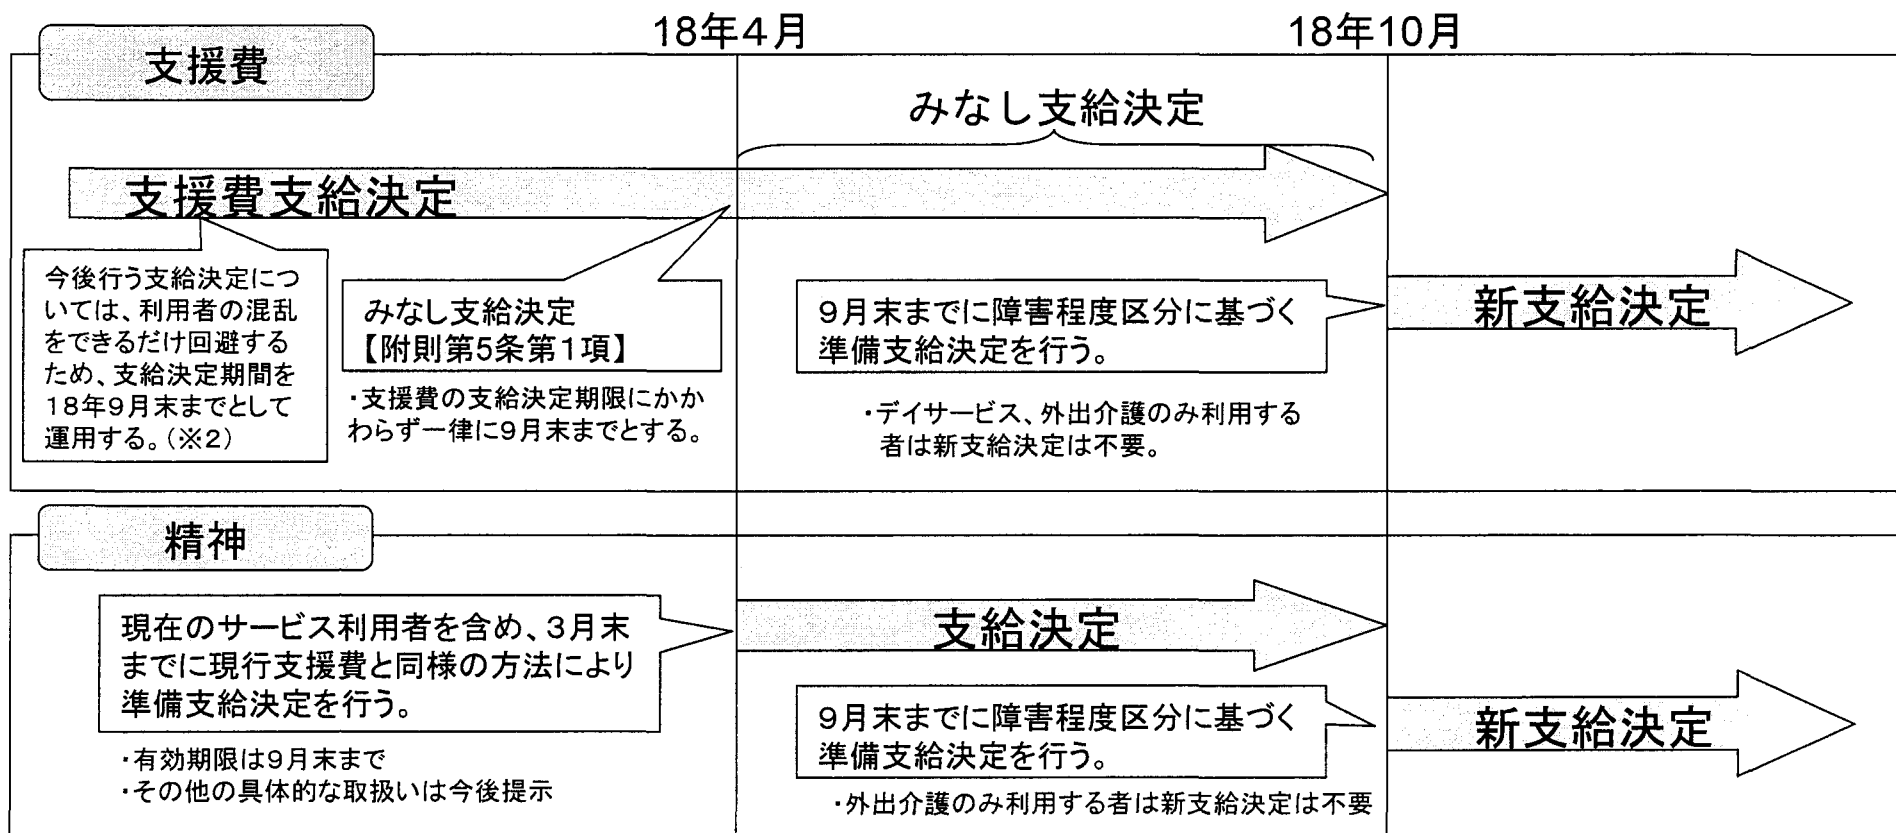 18年4月
18年10月
支援費
みなし支給決定
支援費支給決定
今後行う支給決定につ
いては、利用者の混乱
をできるだけ回避する
ため、支給決定期間を
18年9月末までとして
運用する。(※2)
みなし支給決定
【附則第5条第1項】
・支援費の支給決定期限にかか
わらず一律に9月末までとする。
9月末までに障害程度区分に基づく
準備支給決定を行う。
・デイサービス、外出介護のみ利用する
者は新支給決定は不要。
新支給決定
精神
現在のサービス利用者を含め、3月末
までに現行支援費と同様の方法により
準備支給決定を行う。
・有効期限は9月末まで
・その他の具体的な取扱いは今後提示
支給決定
9月末までに障害程度区分に基づく
準備支給決定を行う。
・外出介護のみ利用する者は新支給決定は不要
新支給決定